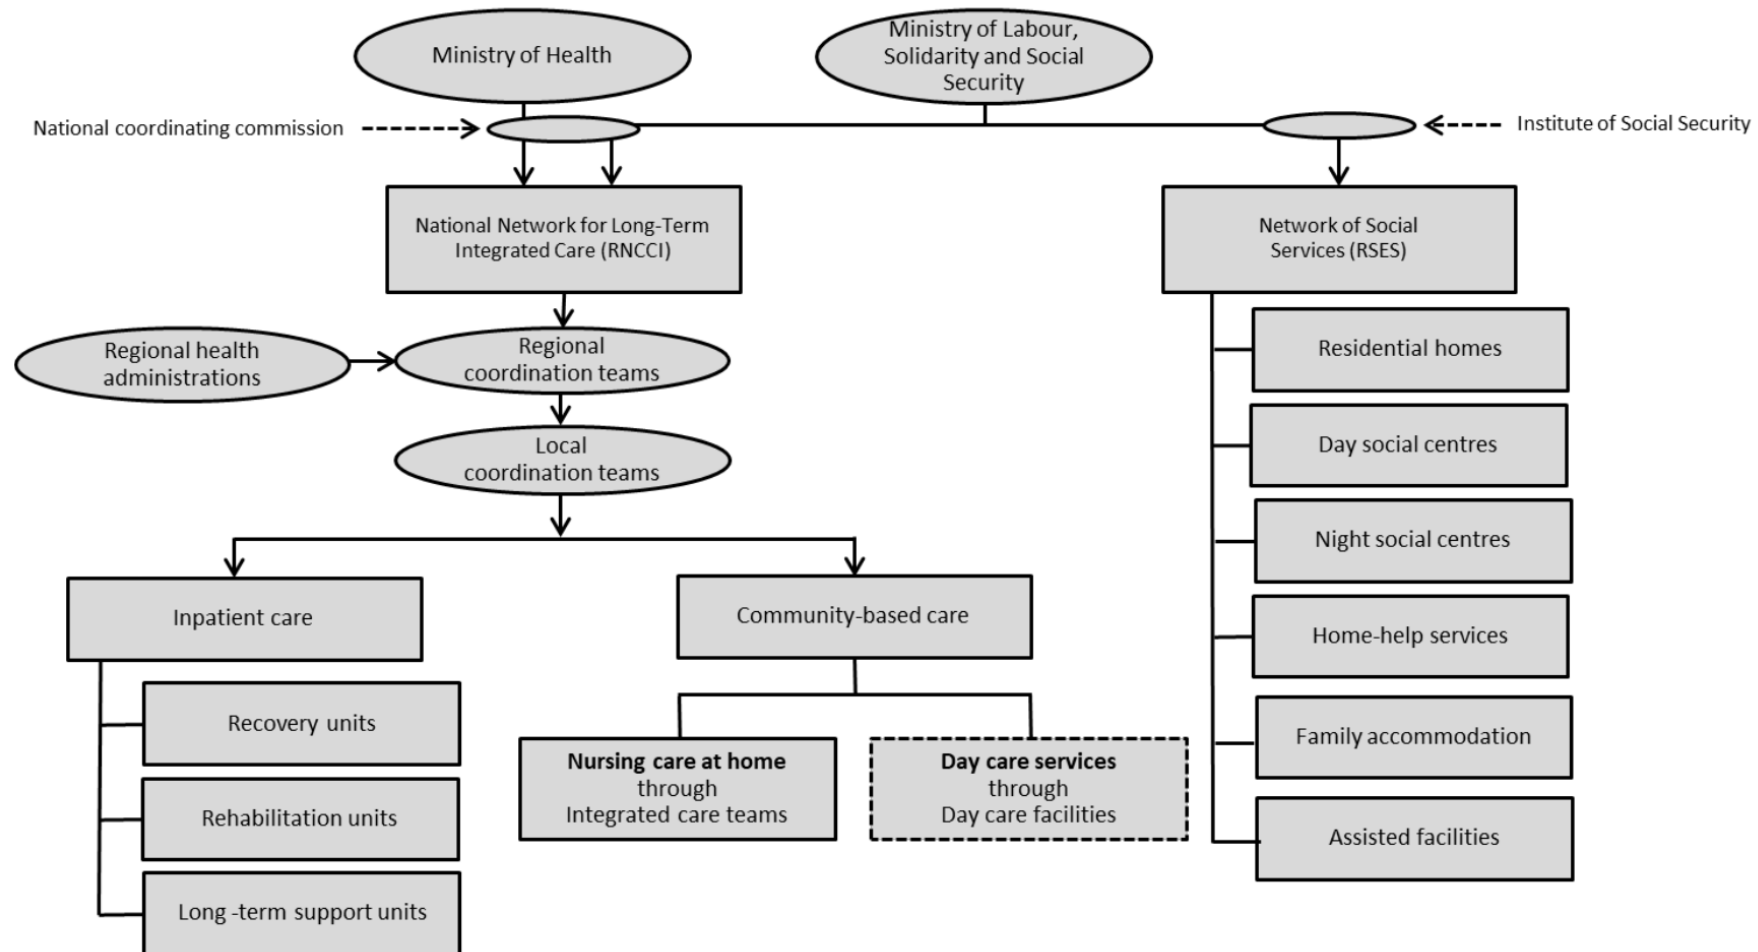 Ministry of Health
Ministry of Labour,
Solidarity and Social
Security
National coordinating commission
Institute of Social Security
National Network for Long-Term
Integrated Care (RNCCI)
Network of Social
Services (RSES)
Regional health
administrations
Regional
coordination teams
Local
coordination teams
Inpatient care
Recovery units
Rehabilitation units
Long -term support units
Community-based care
Nursing care at home
through
Integrated care teams
Day care services
through
Day care facilities
Residential homes
Day social centres
Night social centres
Home-help services
Family accommodation
Assisted facilities